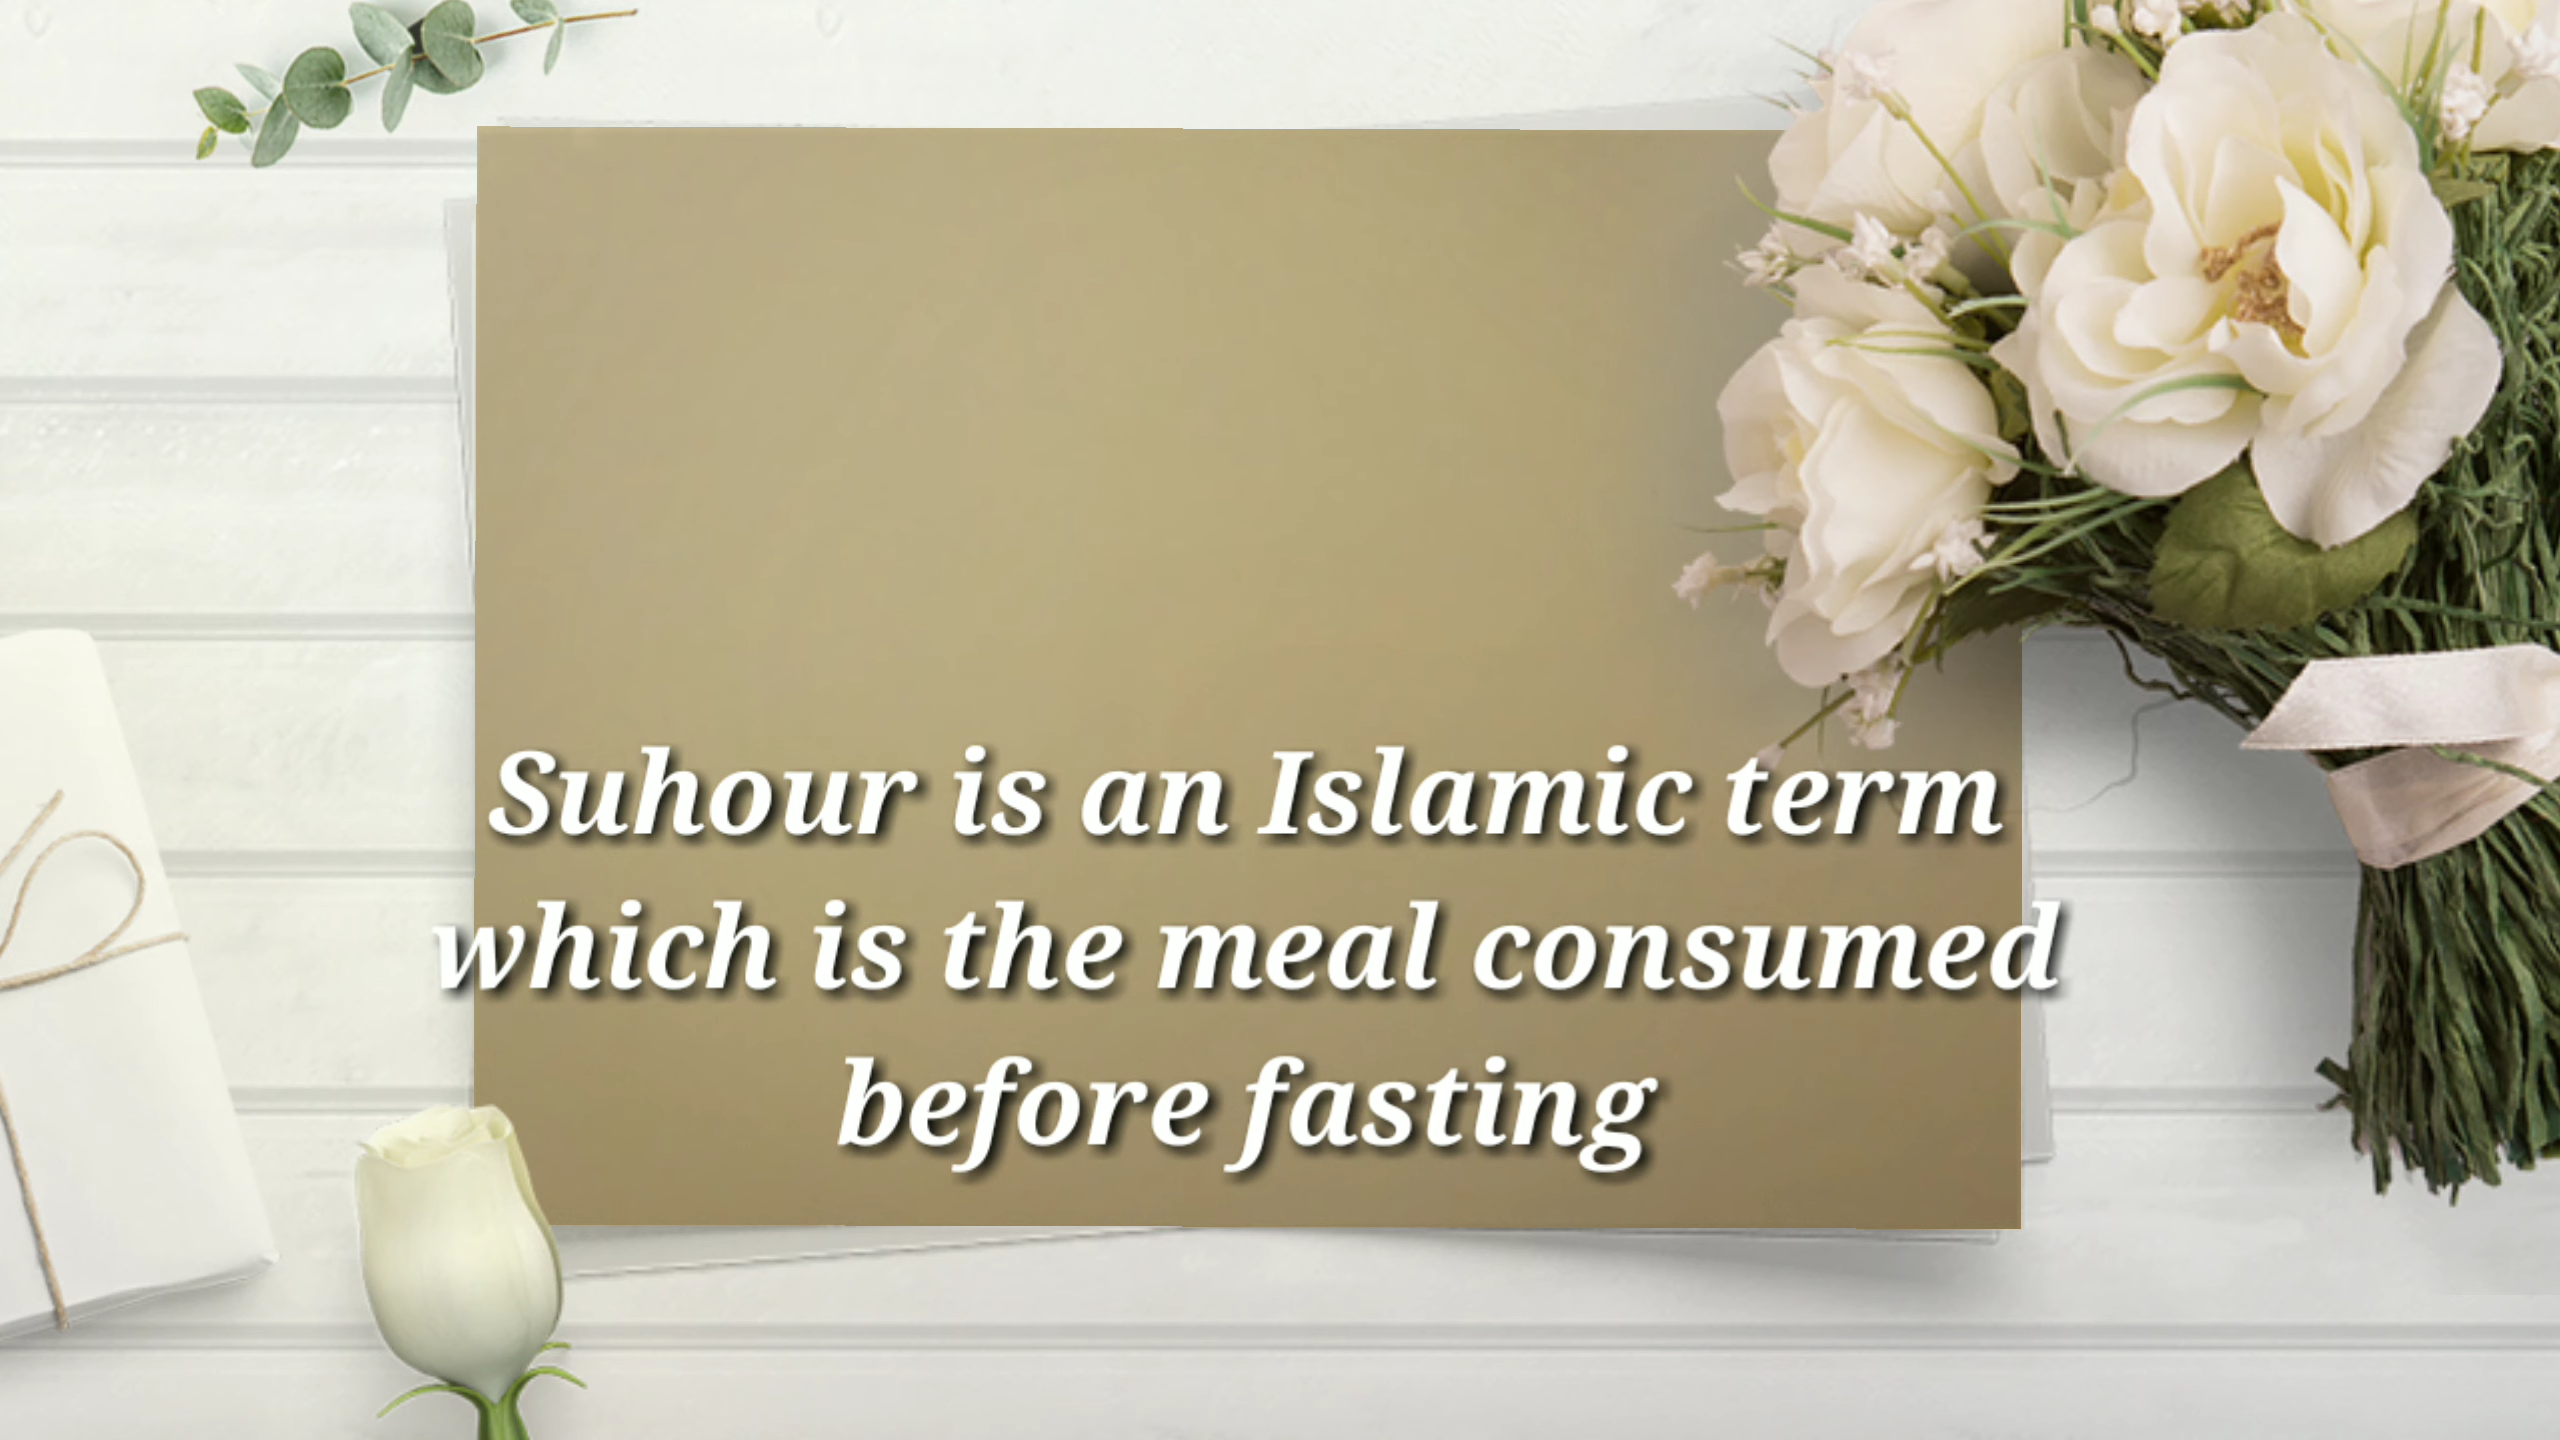 Suhour is an Islamic term
which is the meal consumed
before fasting